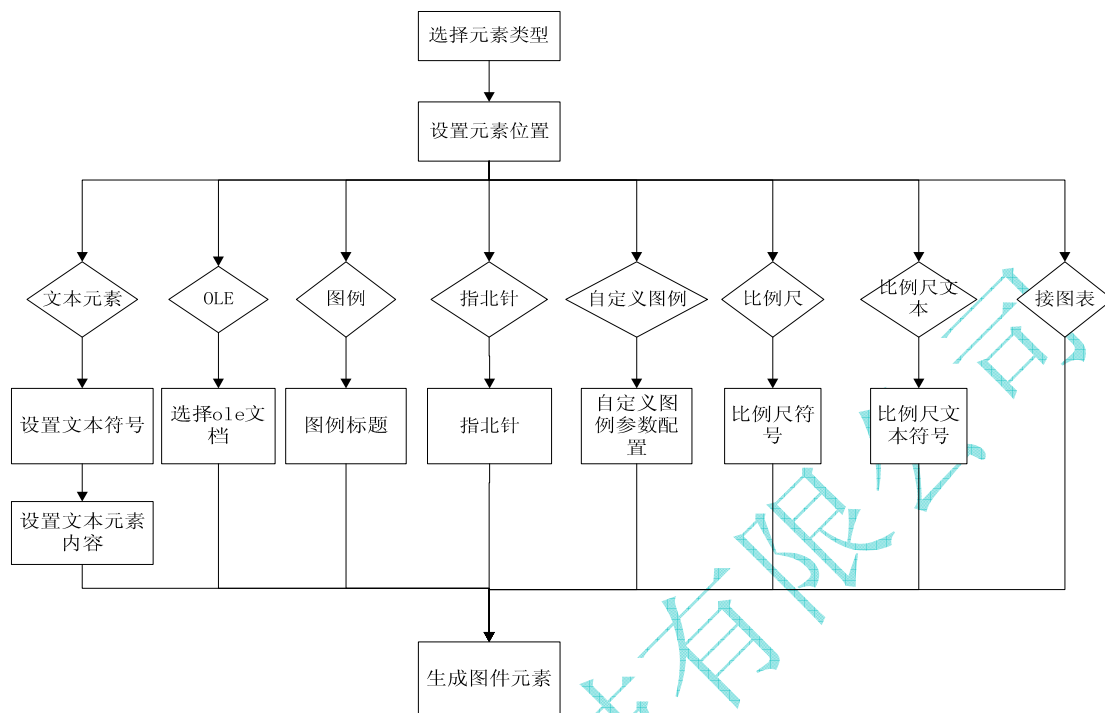 选择元素类型
设置元素位置
文本元素
OLE
图例
指北针
自定义图例
比例尺
比例尺文
本
接图表
设置文本符号
选择ole文
档
图例标题
指北针
自定义图
例参数配
置
比例尺符
号
比例尺文
本符号
设置文本元素
内容
生成图件元素
有限公司